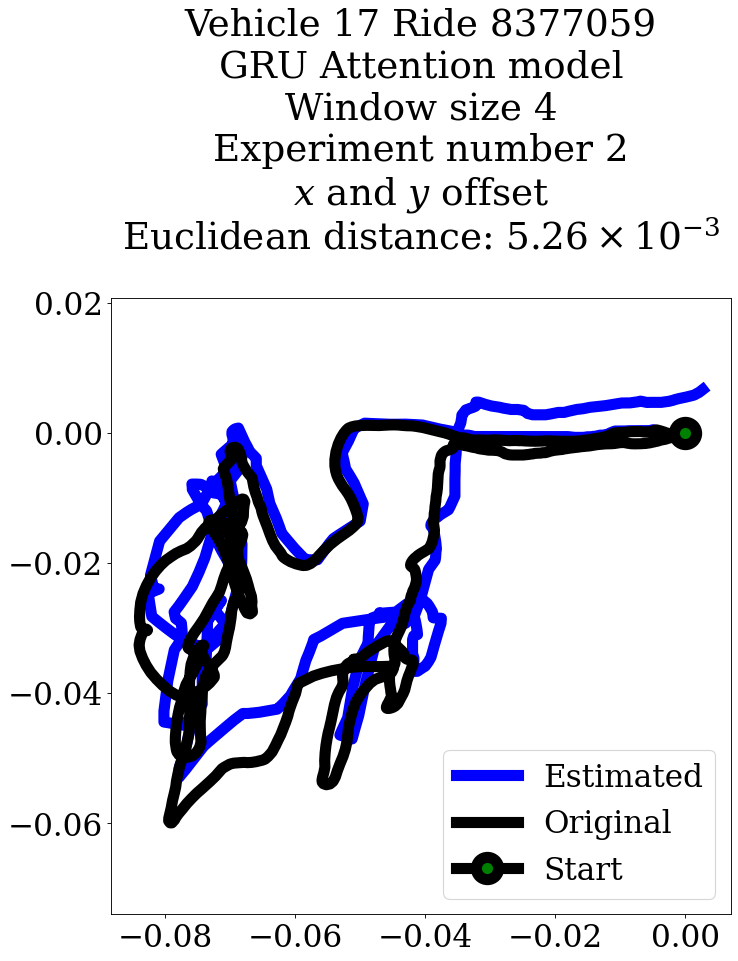 Vehicle 17 Ride 8377059
GRU Attention model
Window size 4
Experiment number 2
x and y offset
Euclidean distance: 5.26 × 10⁻³
0.02
0.00
−0.02
−0.04
−0.06
Estimated
Original
Start
−0.08 −0.06 −0.04 −0.02 0.00